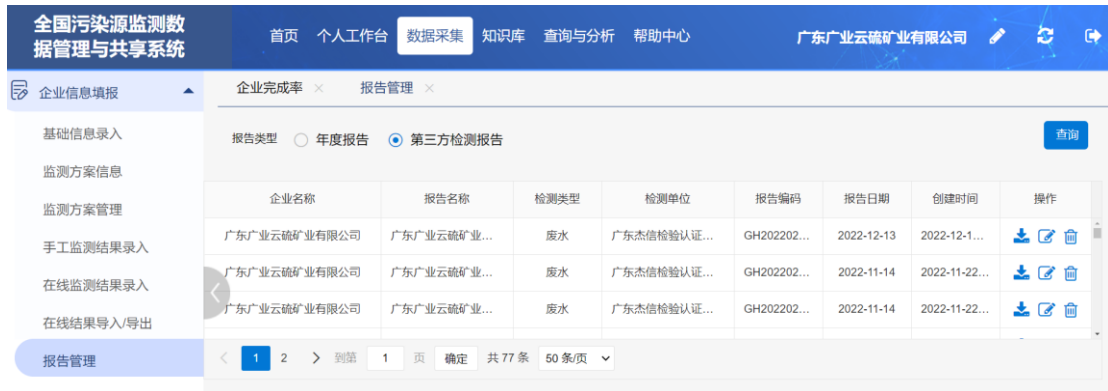 全国污染源监测数
据管理与共享系统
首页 个人工作台 数据采集 知识库 查询与分析 帮助中心 广东广业云硫矿业有限公司
企业信息填报
基础信息录入
监测方案信息
监测方案管理
手工监测结果录入
在线监测结果录入
在线结果导入/导出
报告管理
企业完成率 × 报告管理 ×
报告类型 年度报告 第三方检测报告 查询
企业名称 报告名称 检测类型 检测单位 报告编码 报告日期 创建时间 操作
广东广业云硫矿业有限公司 广东广业云硫矿业... 废水 广东杰信检验认证... GH202202... 2022-12-13 2022-12-1...
广东广业云硫矿业有限公司 广东广业云硫矿业... 废水 广东杰信检验认证... GH202202... 2022-11-14 2022-11-22...
广东广业云硫矿业有限公司 广东广业云硫矿业... 废水 广东杰信检验认证... GH202202... 2022-11-14 2022-11-22...
1 2 到第 1 页 确定 共 77 条 50 条/页